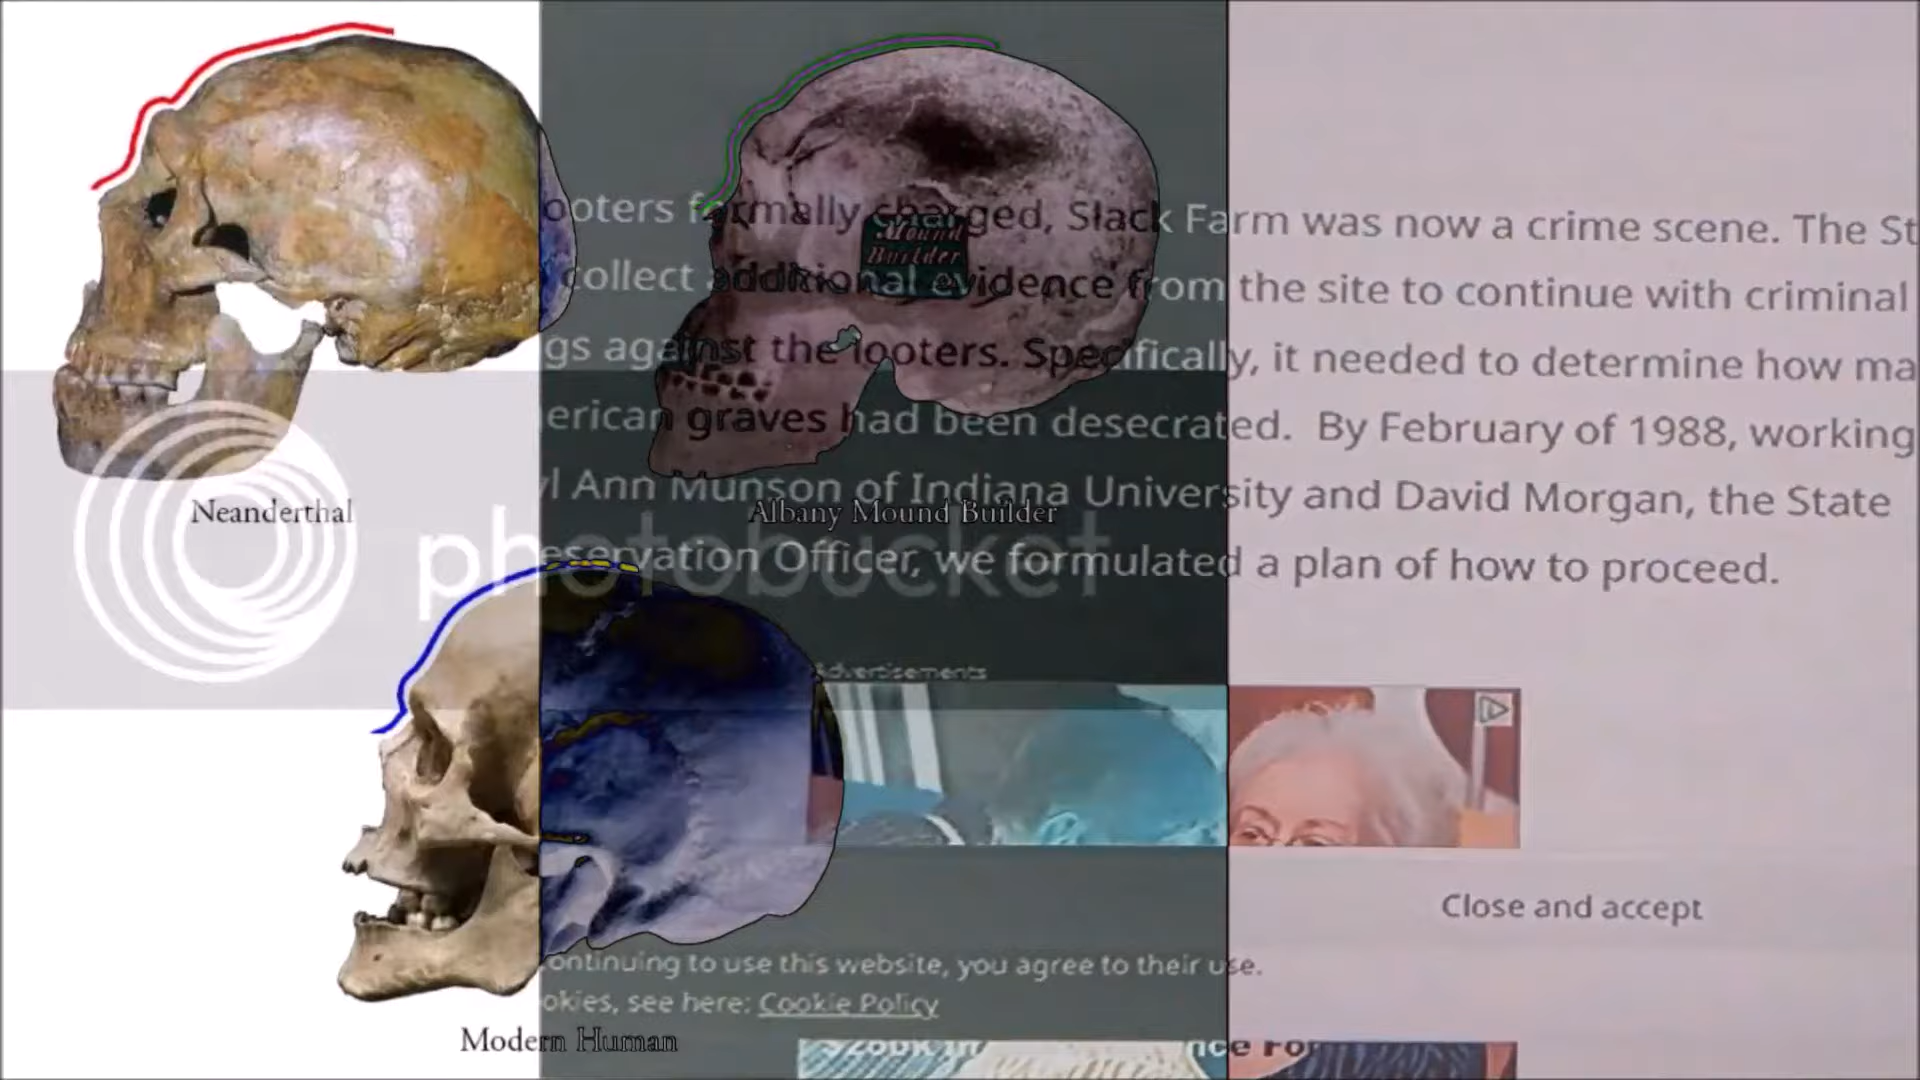 ooters formally charged, Slack Farm was now a crime scene. The St
Mound
Builder
collect additional evidence from the site to continue with criminal
gs against the looters. Specifically, it needed to determine how ma
erican graves had been desecrated. By February of 1988, working
yl Ann Munson of Indiana University and David Morgan, the State
Neanderthal
Albany Mound Builder
photobucket
eservation Officer, we formulated a plan of how to proceed.
Advertisements
Close and accept
ontinuing to use this website, you agree to their use.
okies, see here: Cookie Policy
Modern Human